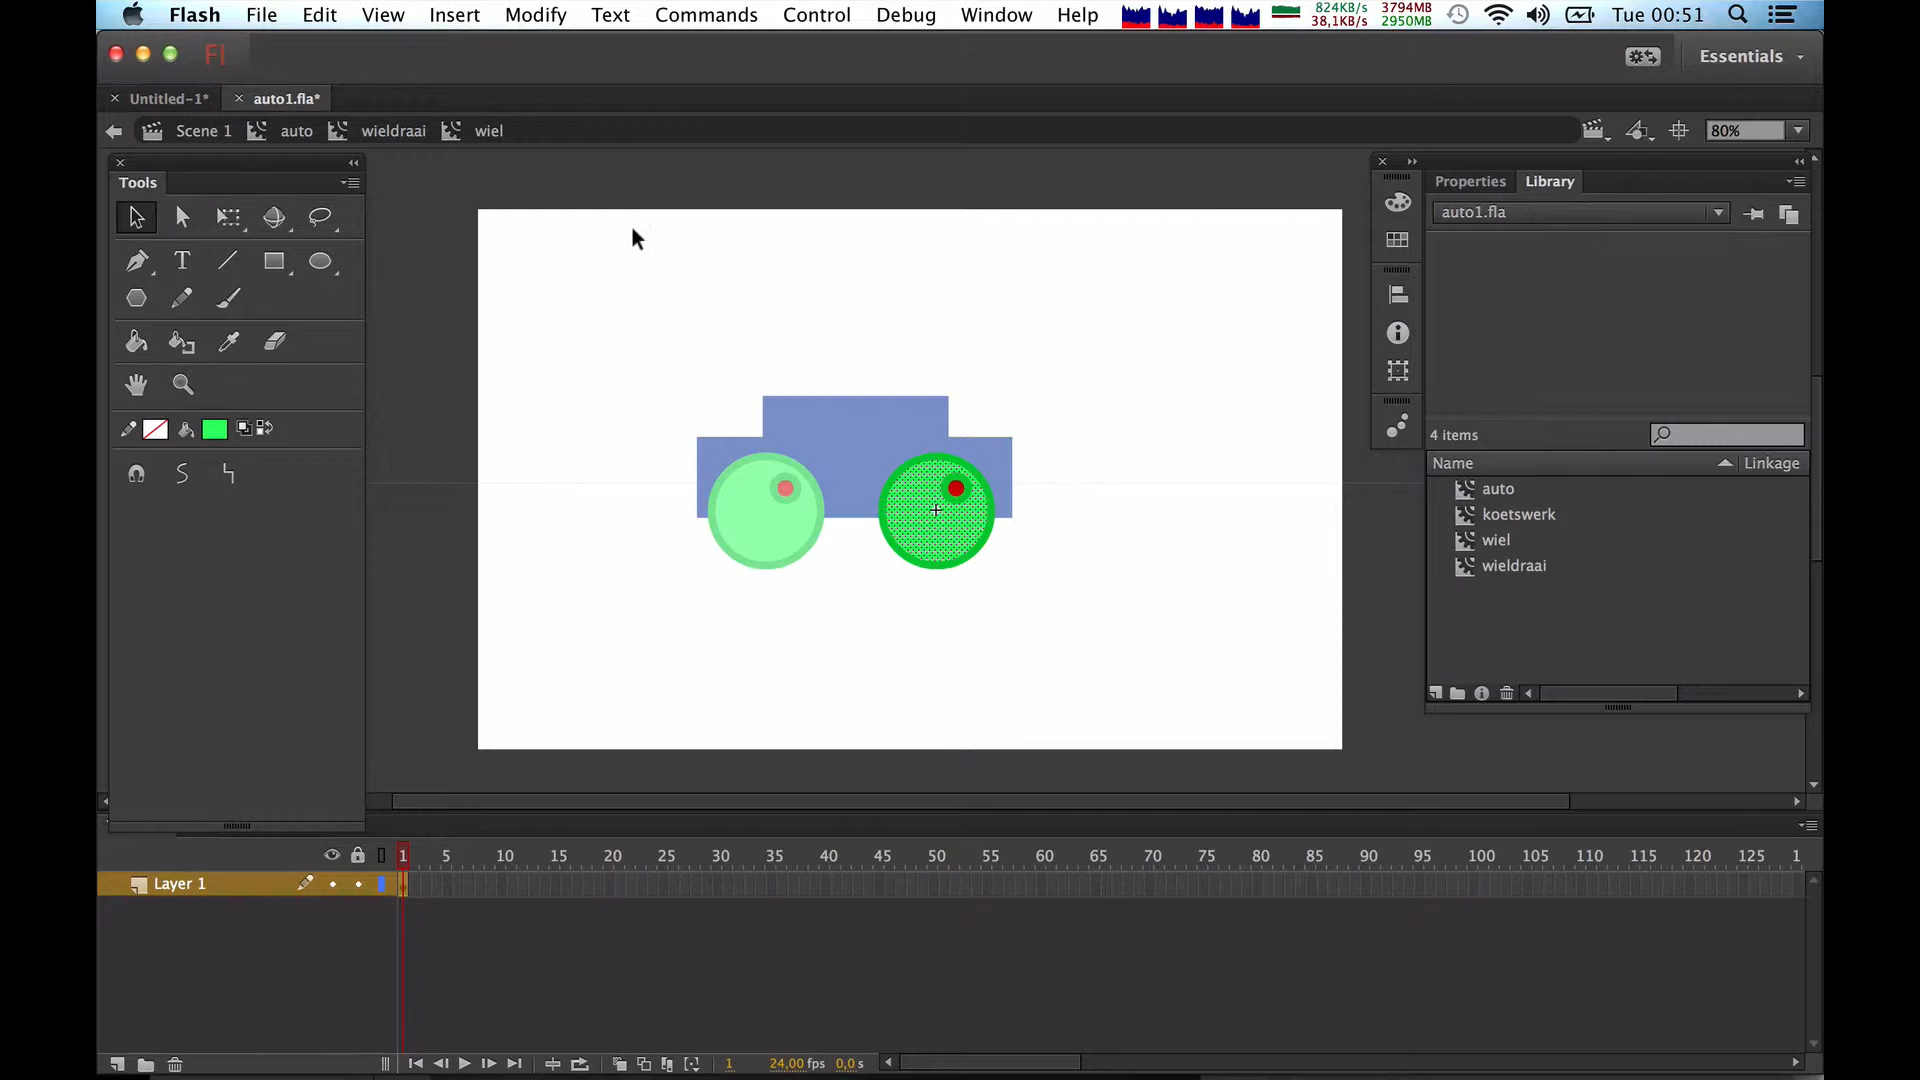 Flash File Edit View Insert Modify Text Commands Control Debug Window Help 824KB/s 38,1KB/s 3794MB 2950MB Tue 00:51
Fl Essentials
Untitled-1* auto1.fla*
Scene 1 auto wieldraai wiel 80%
Tools
Properties Library
auto1.fla
4 items
Name Linkage
auto
koetswerk
wiel
wieldraai
1 5 10 15 20 25 30 35 40 45 50 55 60 65 70 75 80 85 90 95 100 105 110 115 120 125 1
Layer 1
1 24,00 fps 0,0 s